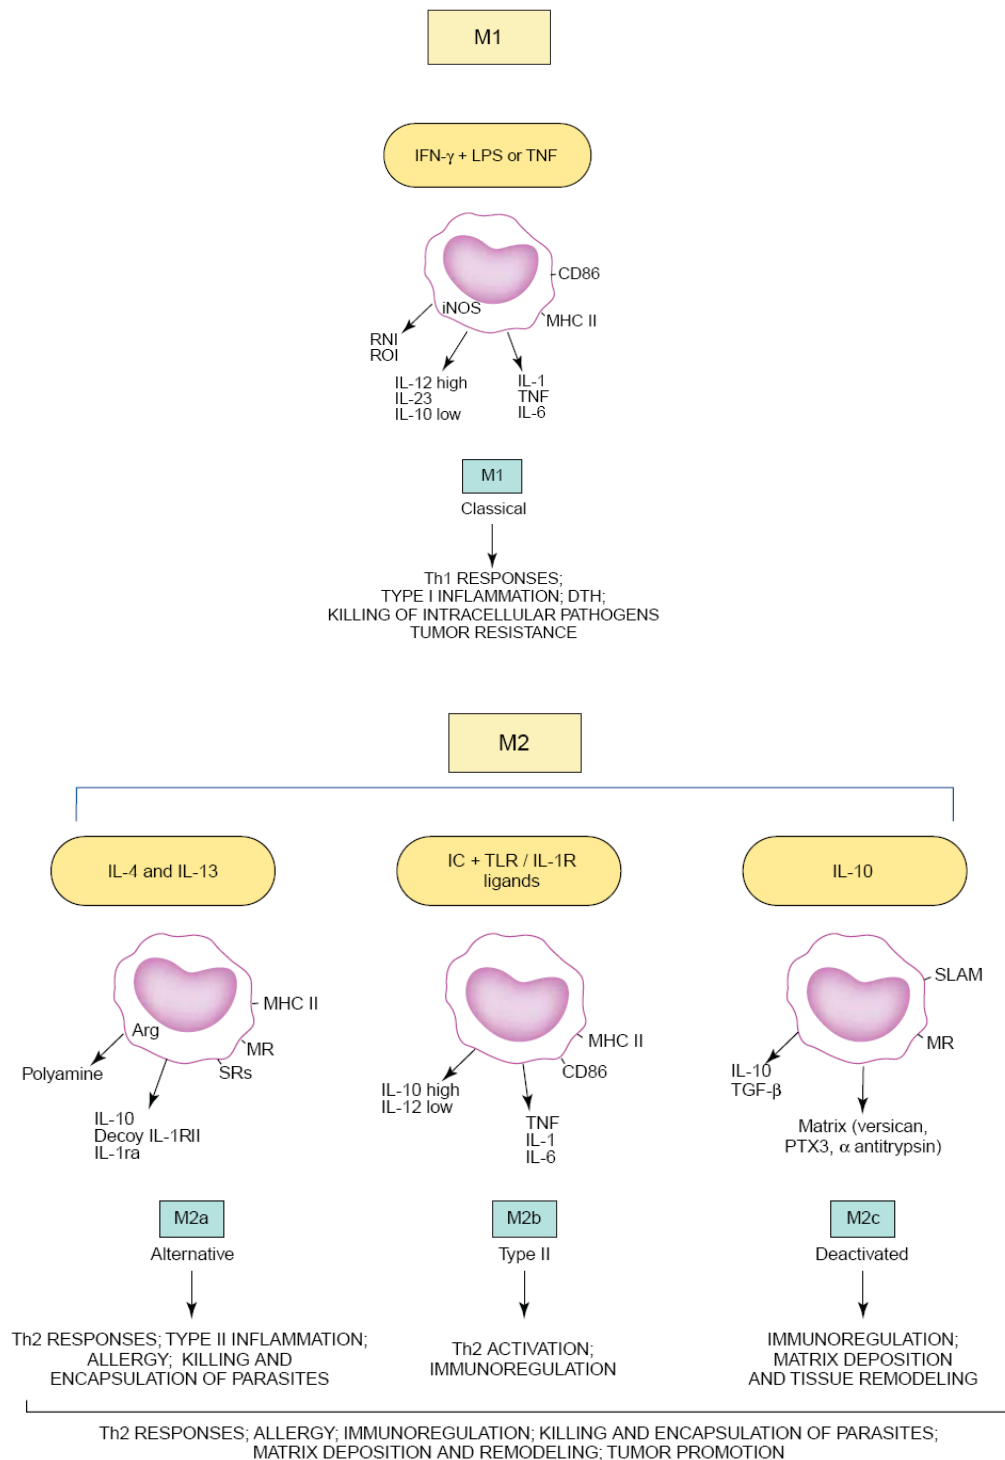 M1
IFN-γ + LPS or TNF
CD86
iNOS
MHC II
RNI
ROI
IL-12 high
IL-23
IL-10 low
IL-1
TNF
IL-6
M1
Classical
Th1 RESPONSES;
TYPE I INFLAMMATION; DTH;
KILLING OF INTRACELLULAR PATHOGENS
TUMOR RESISTANCE
M2
IL-4 and IL-13
MHC II
Arg
MR
SRs
Polyamine
IL-10
Decoy IL-1RII
IL-1ra
M2a
Alternative
Th2 RESPONSES; TYPE II INFLAMMATION;
ALLERGY; KILLING AND
ENCAPSULATION OF PARASITES
IC + TLR / IL-1R
ligands
MHC II
CD86
IL-10 high
IL-12 low
TNF
IL-1
IL-6
M2b
Type II
Th2 ACTIVATION;
IMMUNOREGULATION
IL-10
SLAM
MR
IL-10
TGF-β
Matrix (versican,
PTX3, α antitrypsin)
M2c
Deactivated
IMMUNOREGULATION;
MATRIX DEPOSITION
AND TISSUE REMODELING
Th2 RESPONSES; ALLERGY; IMMUNOREGULATION; KILLING AND ENCAPSULATION OF PARASITES;
MATRIX DEPOSITION AND REMODELING; TUMOR PROMOTION